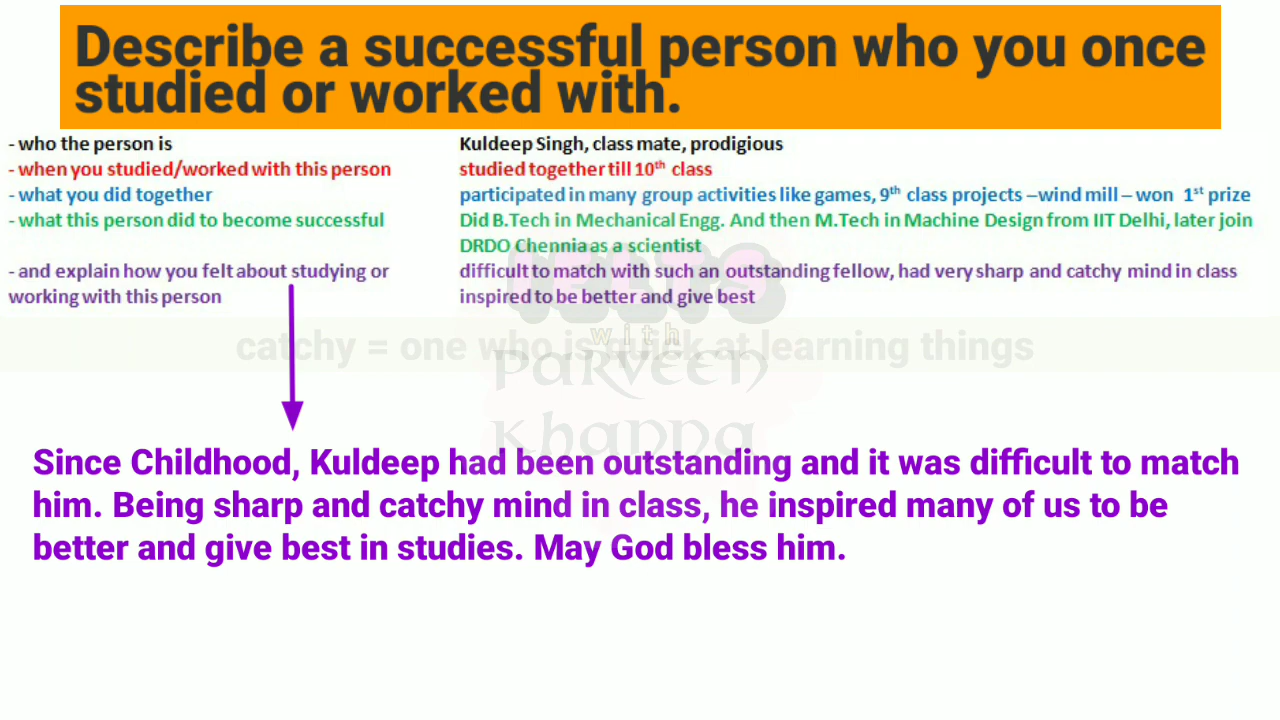 Describe a successful person who you once
studied or worked with.
- who the person is
Kuldeep Singh, class mate, prodigious
- when you studied/worked with this person
studied together till 10th class
- what you did together
participated in many group activities like games, 9th class projects –wind mill – won 1st prize
- what this person did to become successful
Did B.Tech in Mechanical Engg. And then M.Tech in Machine Design from IIT Delhi, later join
DRDO Chennia as a scientist
- and explain how you felt about studying or
working with this person
difficult to match with such an outstanding fellow, had very sharp and catchy mind in class
inspired to be better and give best
IELTS
with
catchy = one who is quick at learning things
Parveen
Khanna
Since Childhood, Kuldeep had been outstanding and it was difficult to match
him. Being sharp and catchy mind in class, he inspired many of us to be
better and give best in studies. May God bless him.